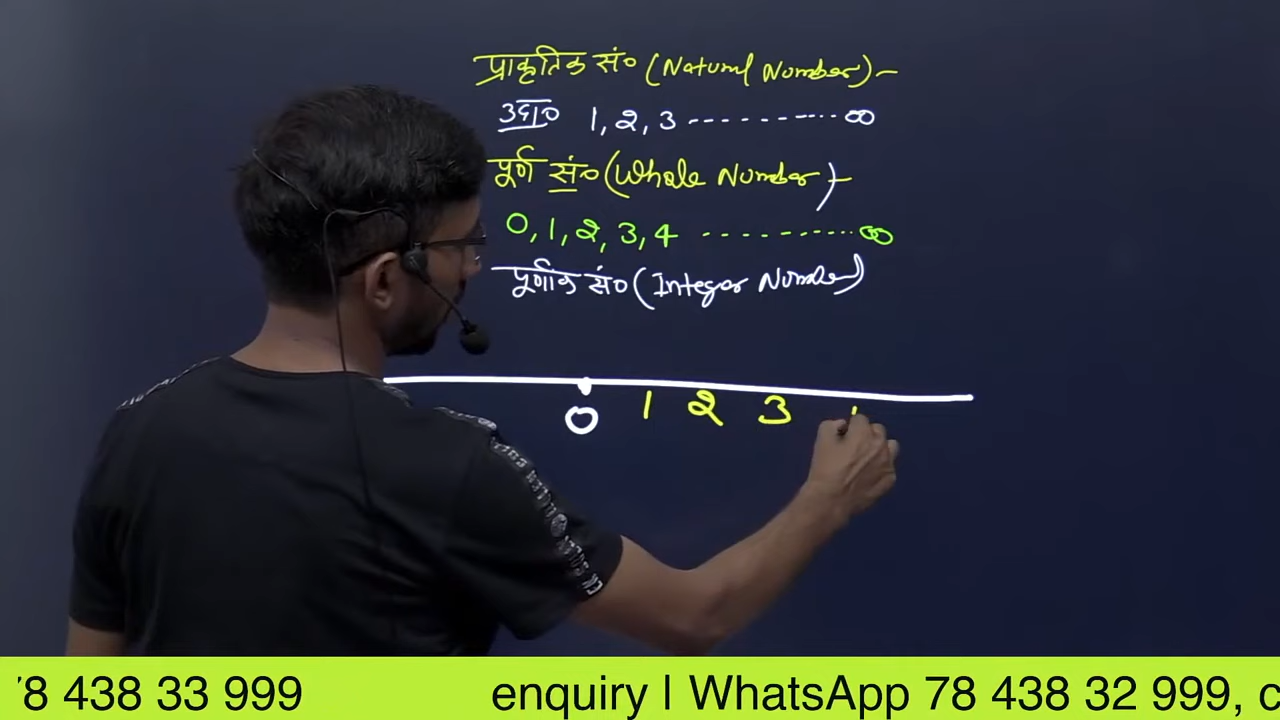 प्राकृतिक सं० (Natural Number) -
उदा० 1, 2, 3 ---------- ∞
पूर्ण सं० (Whole Number) -
0, 1, 2, 3, 4 ---------- ∞
पूर्णांक सं० (Integer Number)
0 1 2 3
78 438 33 999 enquiry | WhatsApp 78 438 32 999, c